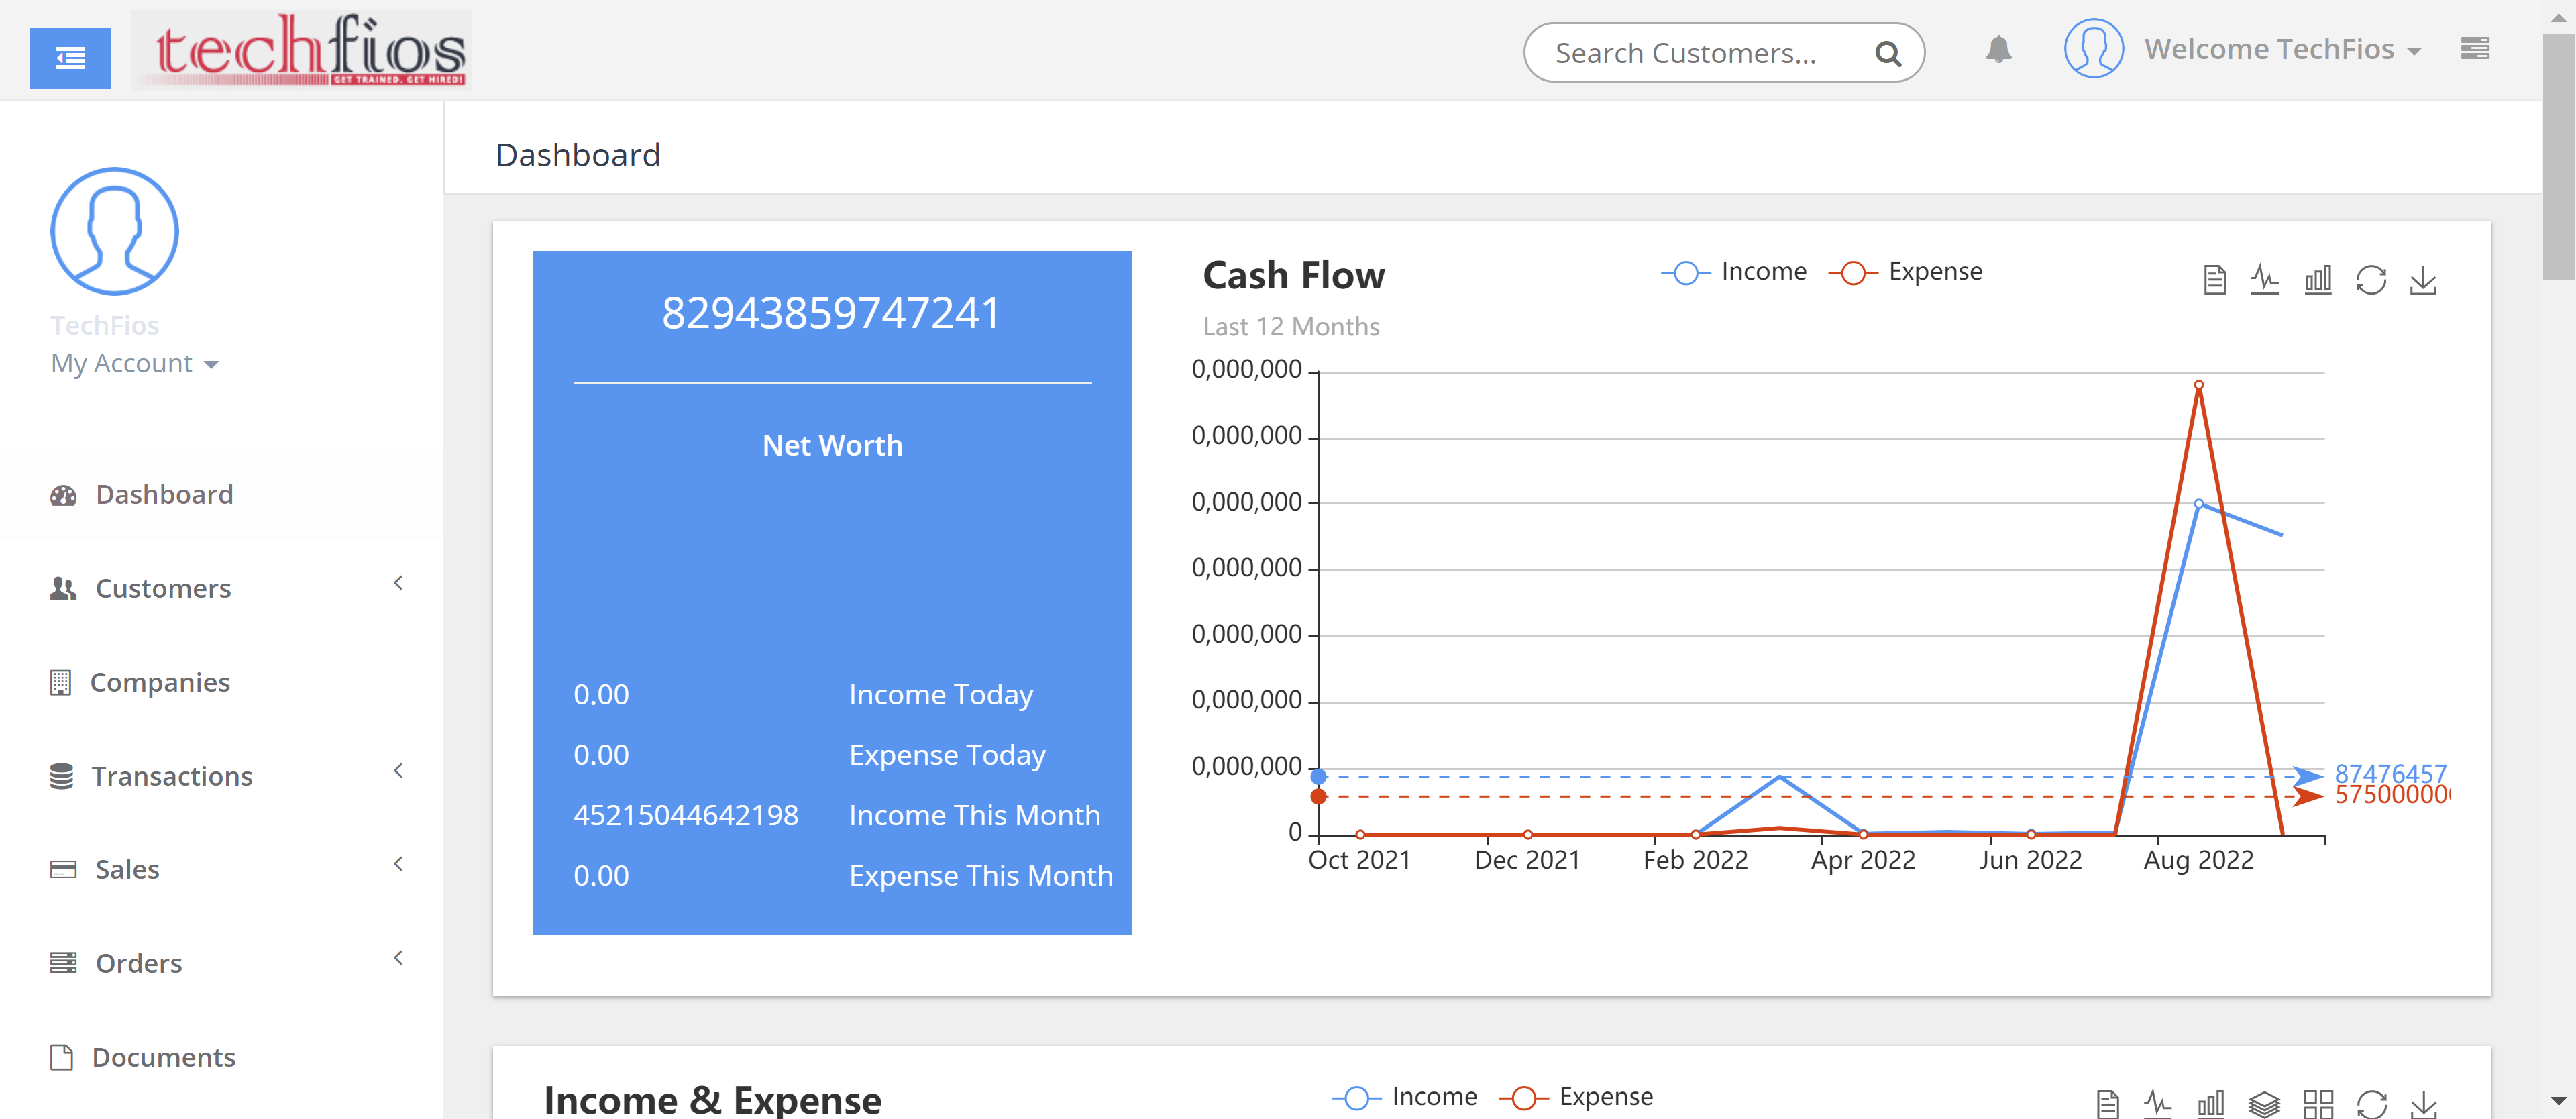 techfios
GET TRAINED. GET HIRED!
Search Customers...
Welcome TechFios
TechFios
My Account
Dashboard
Customers
Companies
Transactions
Sales
Orders
Documents
Dashboard
82943859747241
Net Worth
0.00 Income Today
0.00 Expense Today
45215044642198 Income This Month
0.00 Expense This Month
Cash Flow
Last 12 Months
Income Expense
0,000,000
0,000,000
0,000,000
0,000,000
0,000,000
0,000,000
0,000,000
0
87476457
57500000
Oct 2021 Dec 2021 Feb 2022 Apr 2022 Jun 2022 Aug 2022
Income & Expense
Income Expense